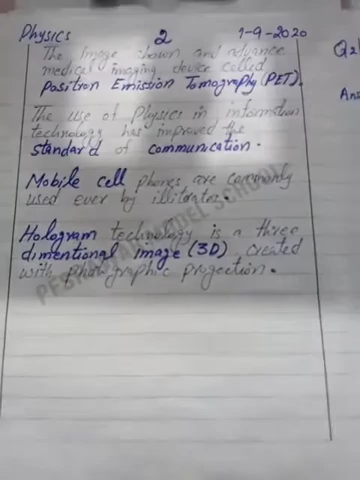 Physics 2 1-9-2020
The Image shown and advance
medical imaging device called
Positron Emission Tomography (PET).
The use of Physics in information
technology has improved the
standard of communication.
Mobile cell phones are commonly
used ever by illiterates.
Hologram technology is a three
dimentional image (3D) created
with photographic projection.
Q2
Ans